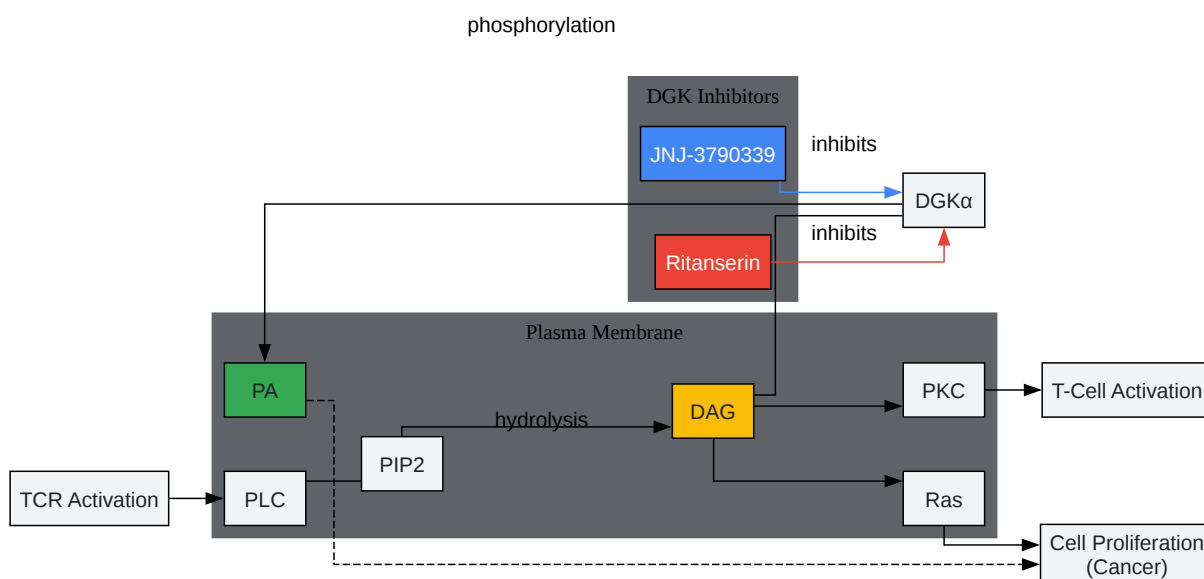 phosphorylation
DGK Inhibitors
JNJ-3790339
inhibits
DGKα
inhibits
Ritanserin
Plasma Membrane
PA
DAG
PKC
T-Cell Activation
hydrolysis
PIP2
TCR Activation
PLC
Ras
Cell Proliferation
(Cancer)